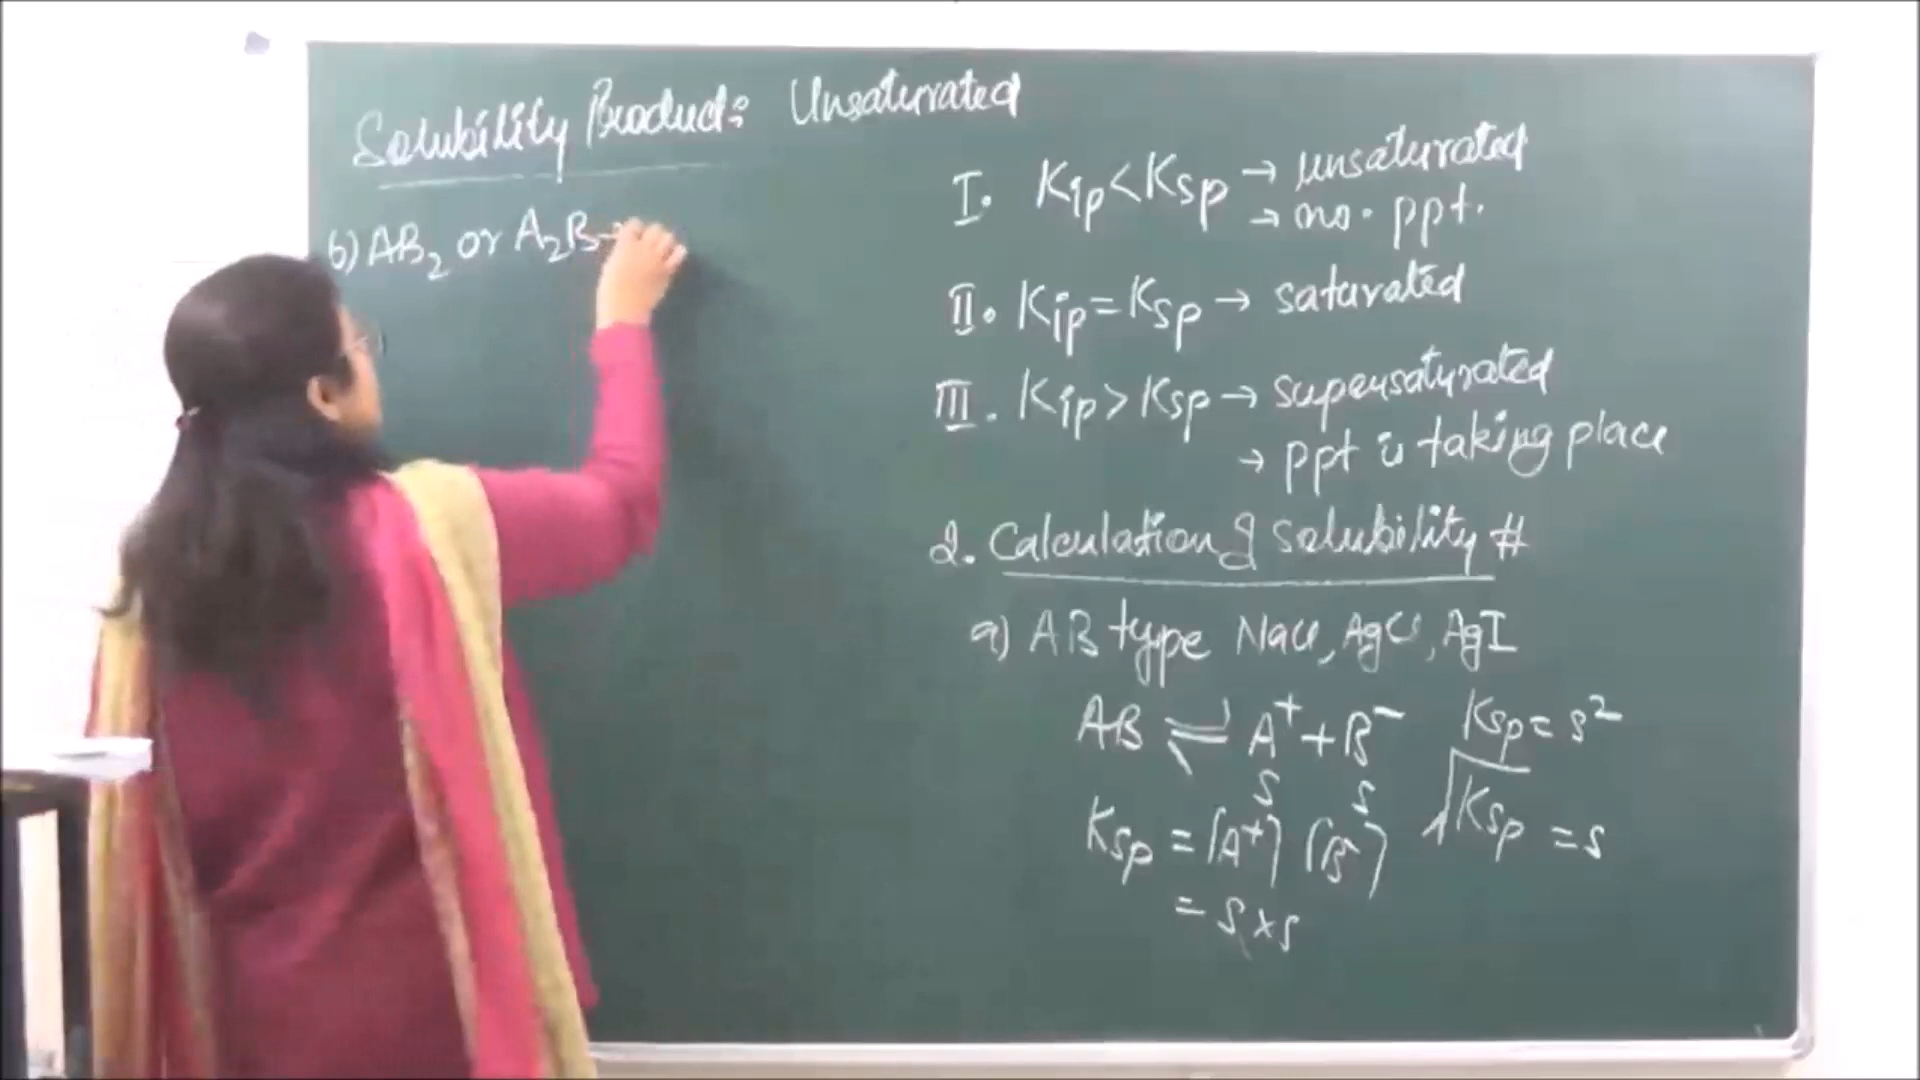 Solubility Product: Unsaturated
b) AB₂ or A₂B →
I. Kip < Ksp → unsaturated
→ no. ppt.
II. Kip = Ksp → saturated
III. Kip > Ksp → supersaturated
→ ppt is taking place
2. Calculation of solubility #
a) AB type NaCl, AgCl, AgI
AB ⇌ A⁺ + B⁻
s s
Ksp = [A⁺] [B⁻]
= s × s
Ksp = s²
√Ksp = s